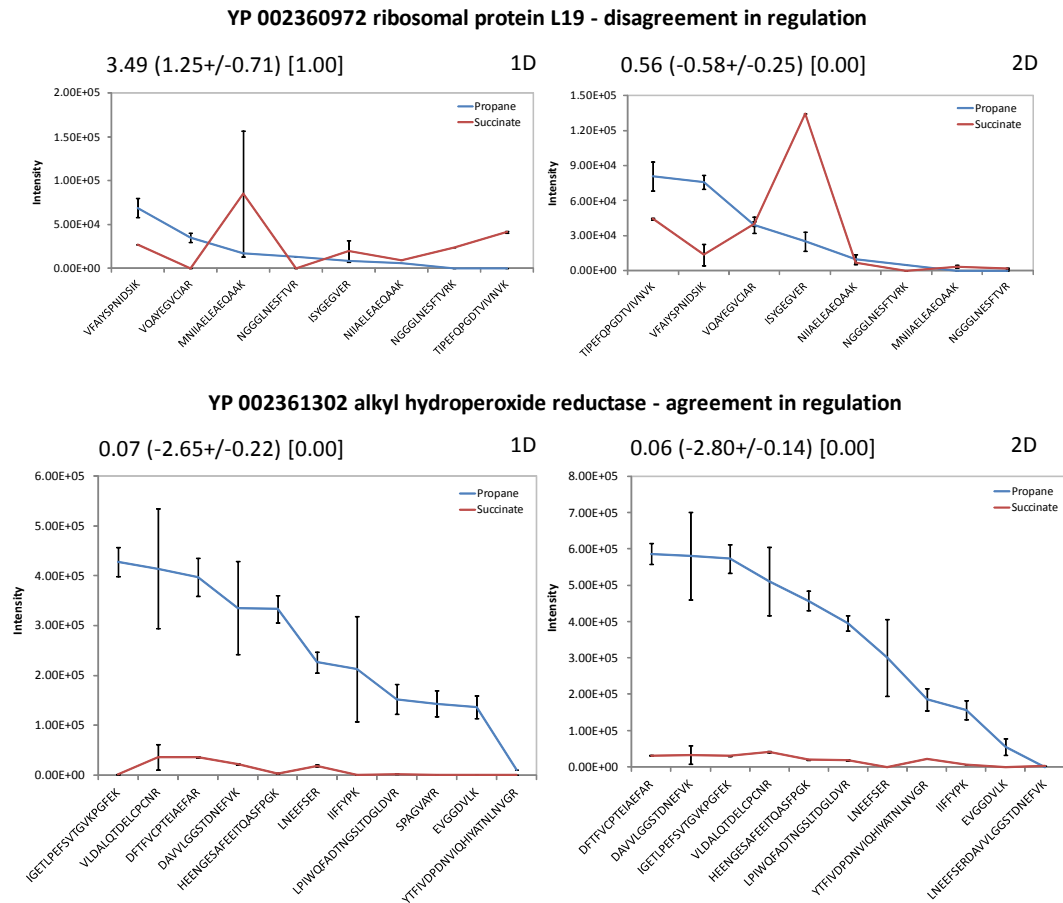 YP 002360972 ribosomal protein L19 - disagreement in regulation
3.49 (1.25+/-0.71) [1.00]
1D
2.00E+05
1.50E+05
1.00E+05
5.00E+04
0.00E+00
Intensity
Propane
Succinate
VFAIYSPNIDSIK
VQAYEGVCIAR
MNIIAELEAEQAAK
NGGGLNESFTVR
ISYGEGVER
NIIAELEAEQAAK
NGGGLNESFTVRK
TIPEFQPGDTVIVNVK
0.56 (-0.58+/-0.25) [0.00]
2D
1.50E+05
1.20E+05
9.00E+04
6.00E+04
3.00E+04
0.00E+00
Intensity
Propane
Succinate
TIPEFQPGDTVIVNVK
VFAIYSPNIDSIK
VQAYEGVCIAR
ISYGEGVER
NIIAELEAEQAAK
NGGGLNESFTVRK
MNIIAELEAEQAAK
NGGGLNESFTVR
YP 002361302 alkyl hydroperoxide reductase - agreement in regulation
0.07 (-2.65+/-0.22) [0.00]
1D
6.00E+05
5.00E+05
4.00E+05
3.00E+05
2.00E+05
1.00E+05
0.00E+00
Intensity
Propane
Succinate
IGETLPEFSVTGVKPGFEK
VLDALQTDELCPCNR
DFTFVCPTEIAEFAR
DAVVLGGSTDNEFVK
HEENGESAFEEITQASFPGK
LNEEFSER
IIFFYPK
LPIWQFADTNGSLTDGLDVR
SPAGVAYR
EVGGDVLK
YTFIVDPDNVIQHIYATNLNVGR
0.06 (-2.80+/-0.14) [0.00]
2D
8.00E+05
7.00E+05
6.00E+05
5.00E+05
4.00E+05
3.00E+05
2.00E+05
1.00E+05
0.00E+00
Intensity
Propane
Succinate
DFTFVCPTEIAEFAR
DAVVLGGSTDNEFVK
IGETLPEFSVTGVKPGFEK
VLDALQTDELCPCNR
HEENGESAFEEITQASFPGK
LPIWQFADTNGSLTDGLDVR
LNEEFSER
YTFIVDPDNVIQHIYATNLNVGR
IIFFYPK
EVGGDVLK
LNEEFSERDAVVLGGSTDNEFVK